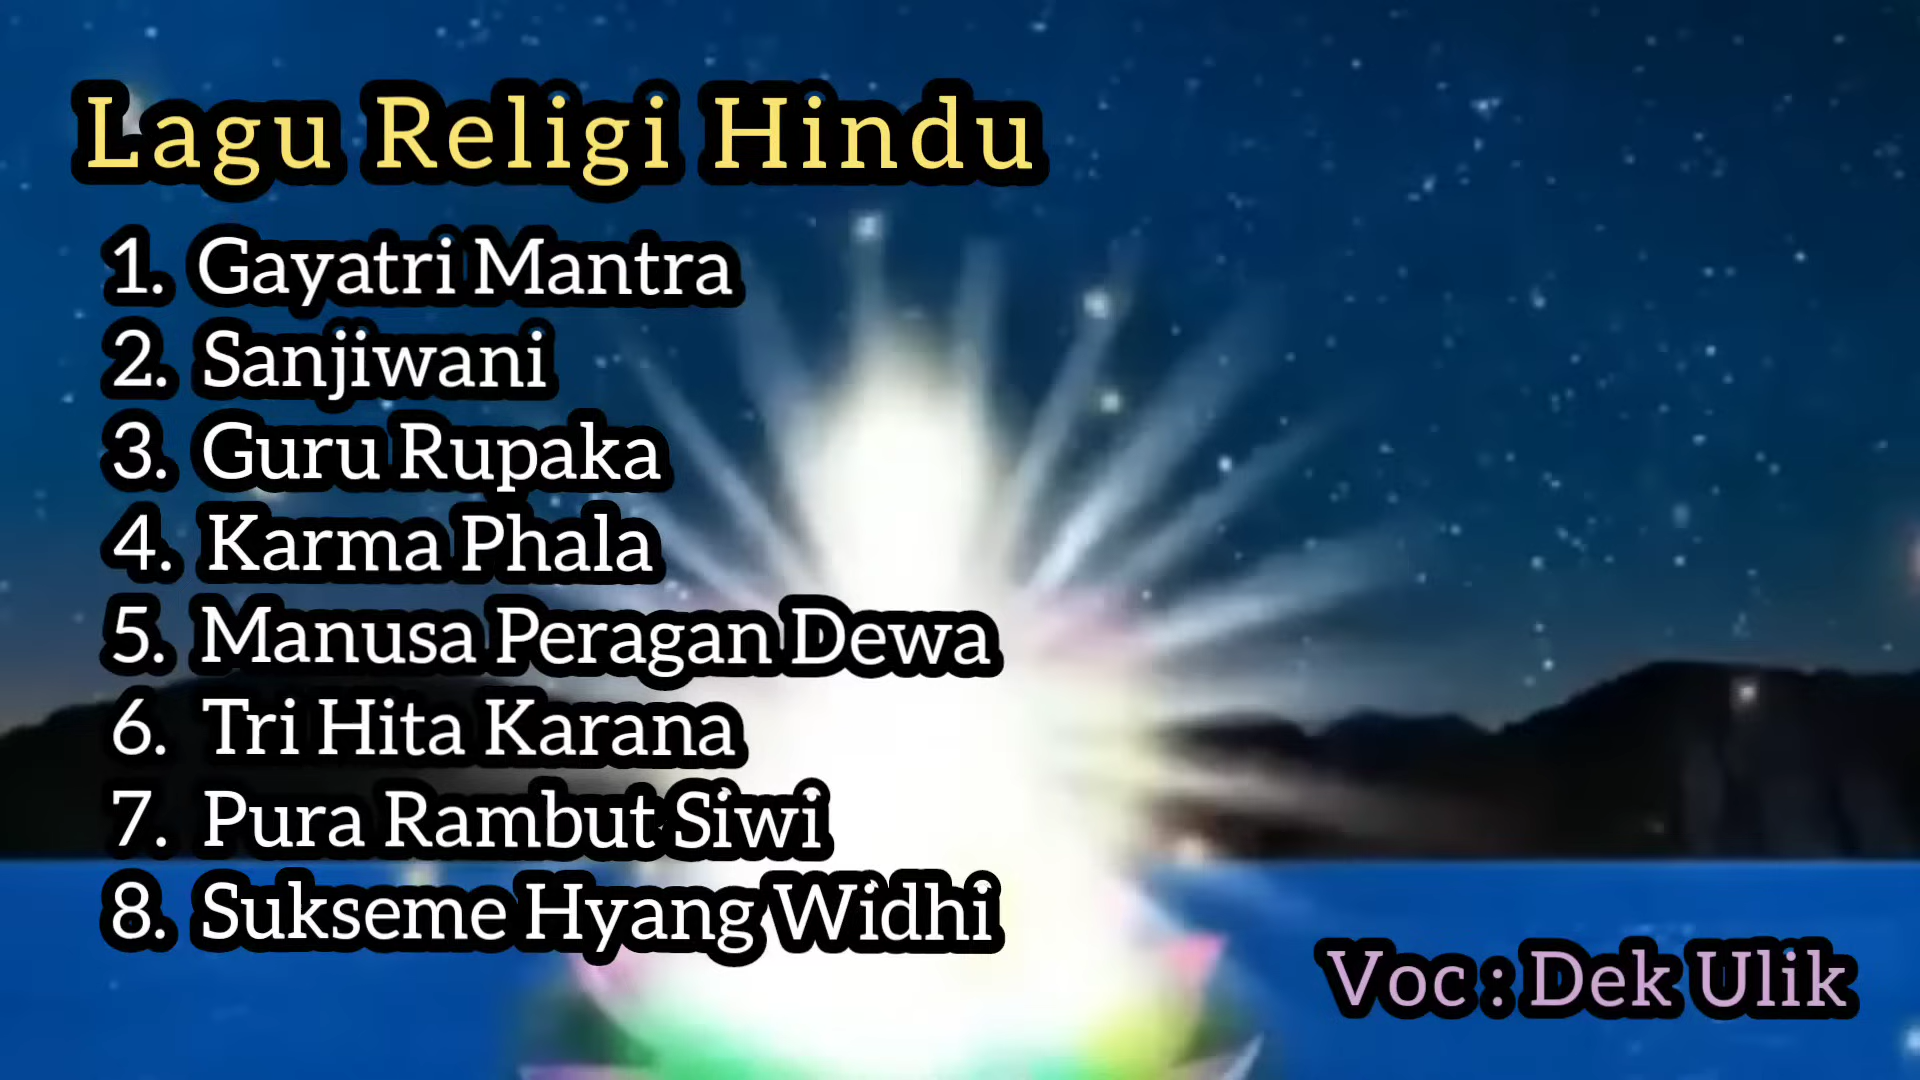 Lagu Religi Hindu
1. Gayatri Mantra
2. Sanjiwani
3. Guru Rupaka
4. Karma Phala
5. Manusa Peragan Dewa
6. Tri Hita Karana
7. Pura Rambut Siwi
8. Sukseme Hyang Widhi
Voc : Dek Ulik